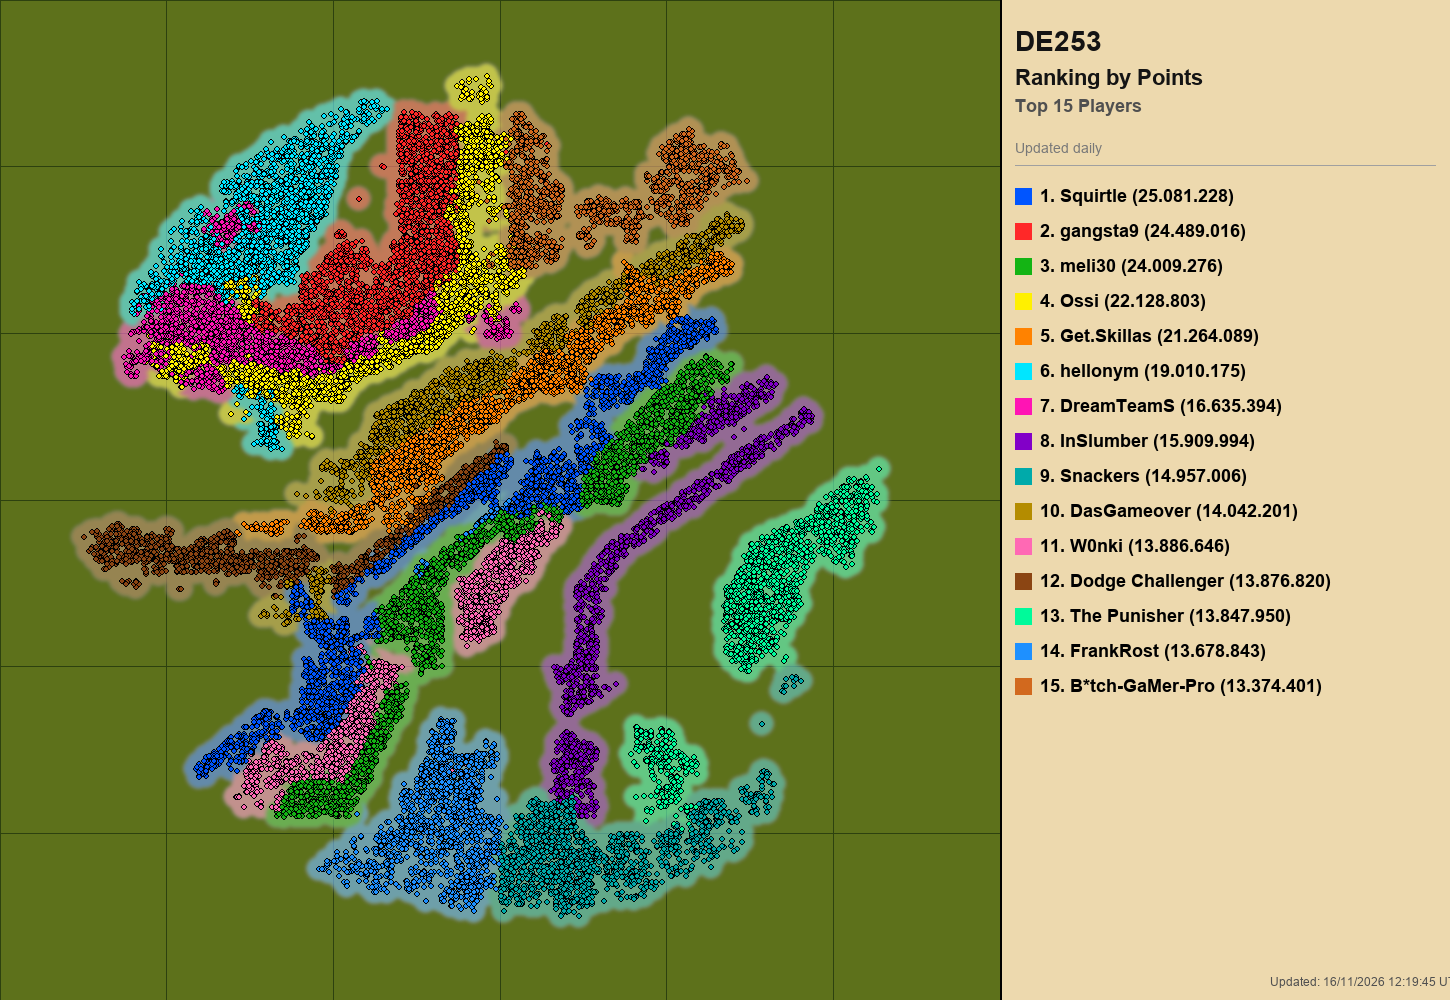 DE253
Ranking by Points
Top 15 Players
Updated daily
1. Squirtle (25.081.228)
2. gangsta9 (24.489.016)
3. meli30 (24.009.276)
4. Ossi (22.128.803)
5. Get.Skillas (21.264.089)
6. hellonym (19.010.175)
7. DreamTeamS (16.635.394)
8. InSlumber (15.909.994)
9. Snackers (14.957.006)
10. DasGameover (14.042.201)
11. W0nki (13.886.646)
12. Dodge Challenger (13.876.820)
13. The Punisher (13.847.950)
14. FrankRost (13.678.843)
15. B*tch-GaMer-Pro (13.374.401)
Updated: 16/11/2026 12:19:45 U